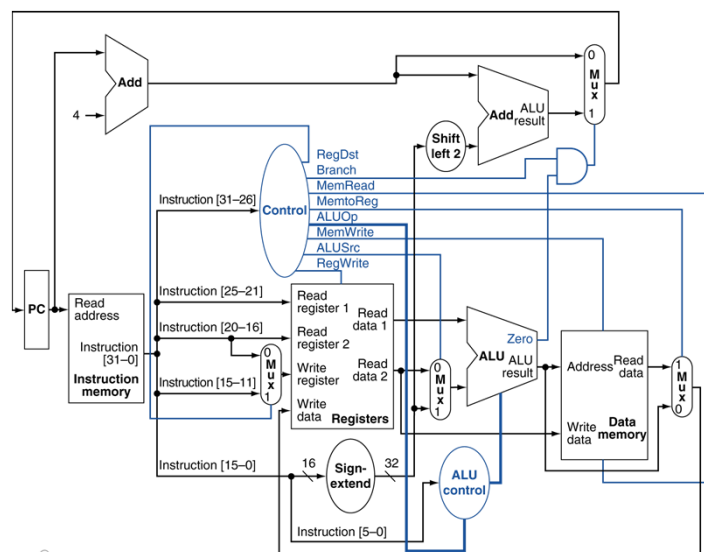 Add
4
0
M
u
x
1
Add ALU
result
Shift
left 2
RegDst
Branch
MemRead
MemtoReg
ALUOp
MemWrite
ALUSrc
RegWrite
Control
Instruction [31–26]
PC
Read
address
Instruction
[31–0]
Instruction
memory
Instruction [25–21]
Instruction [20–16]
Instruction [15–11]
Instruction [15–0]
0
M
u
x
1
Read
register 1
Read
register 2
Write
register
Write
data
Read
data 1
Read
data 2
Registers
0
M
u
x
1
Zero
ALU ALU
result
Address
Write
data
Read
data
Data
memory
1
M
u
x
0
16
Sign-
extend
32
ALU
control
Instruction [5–0]